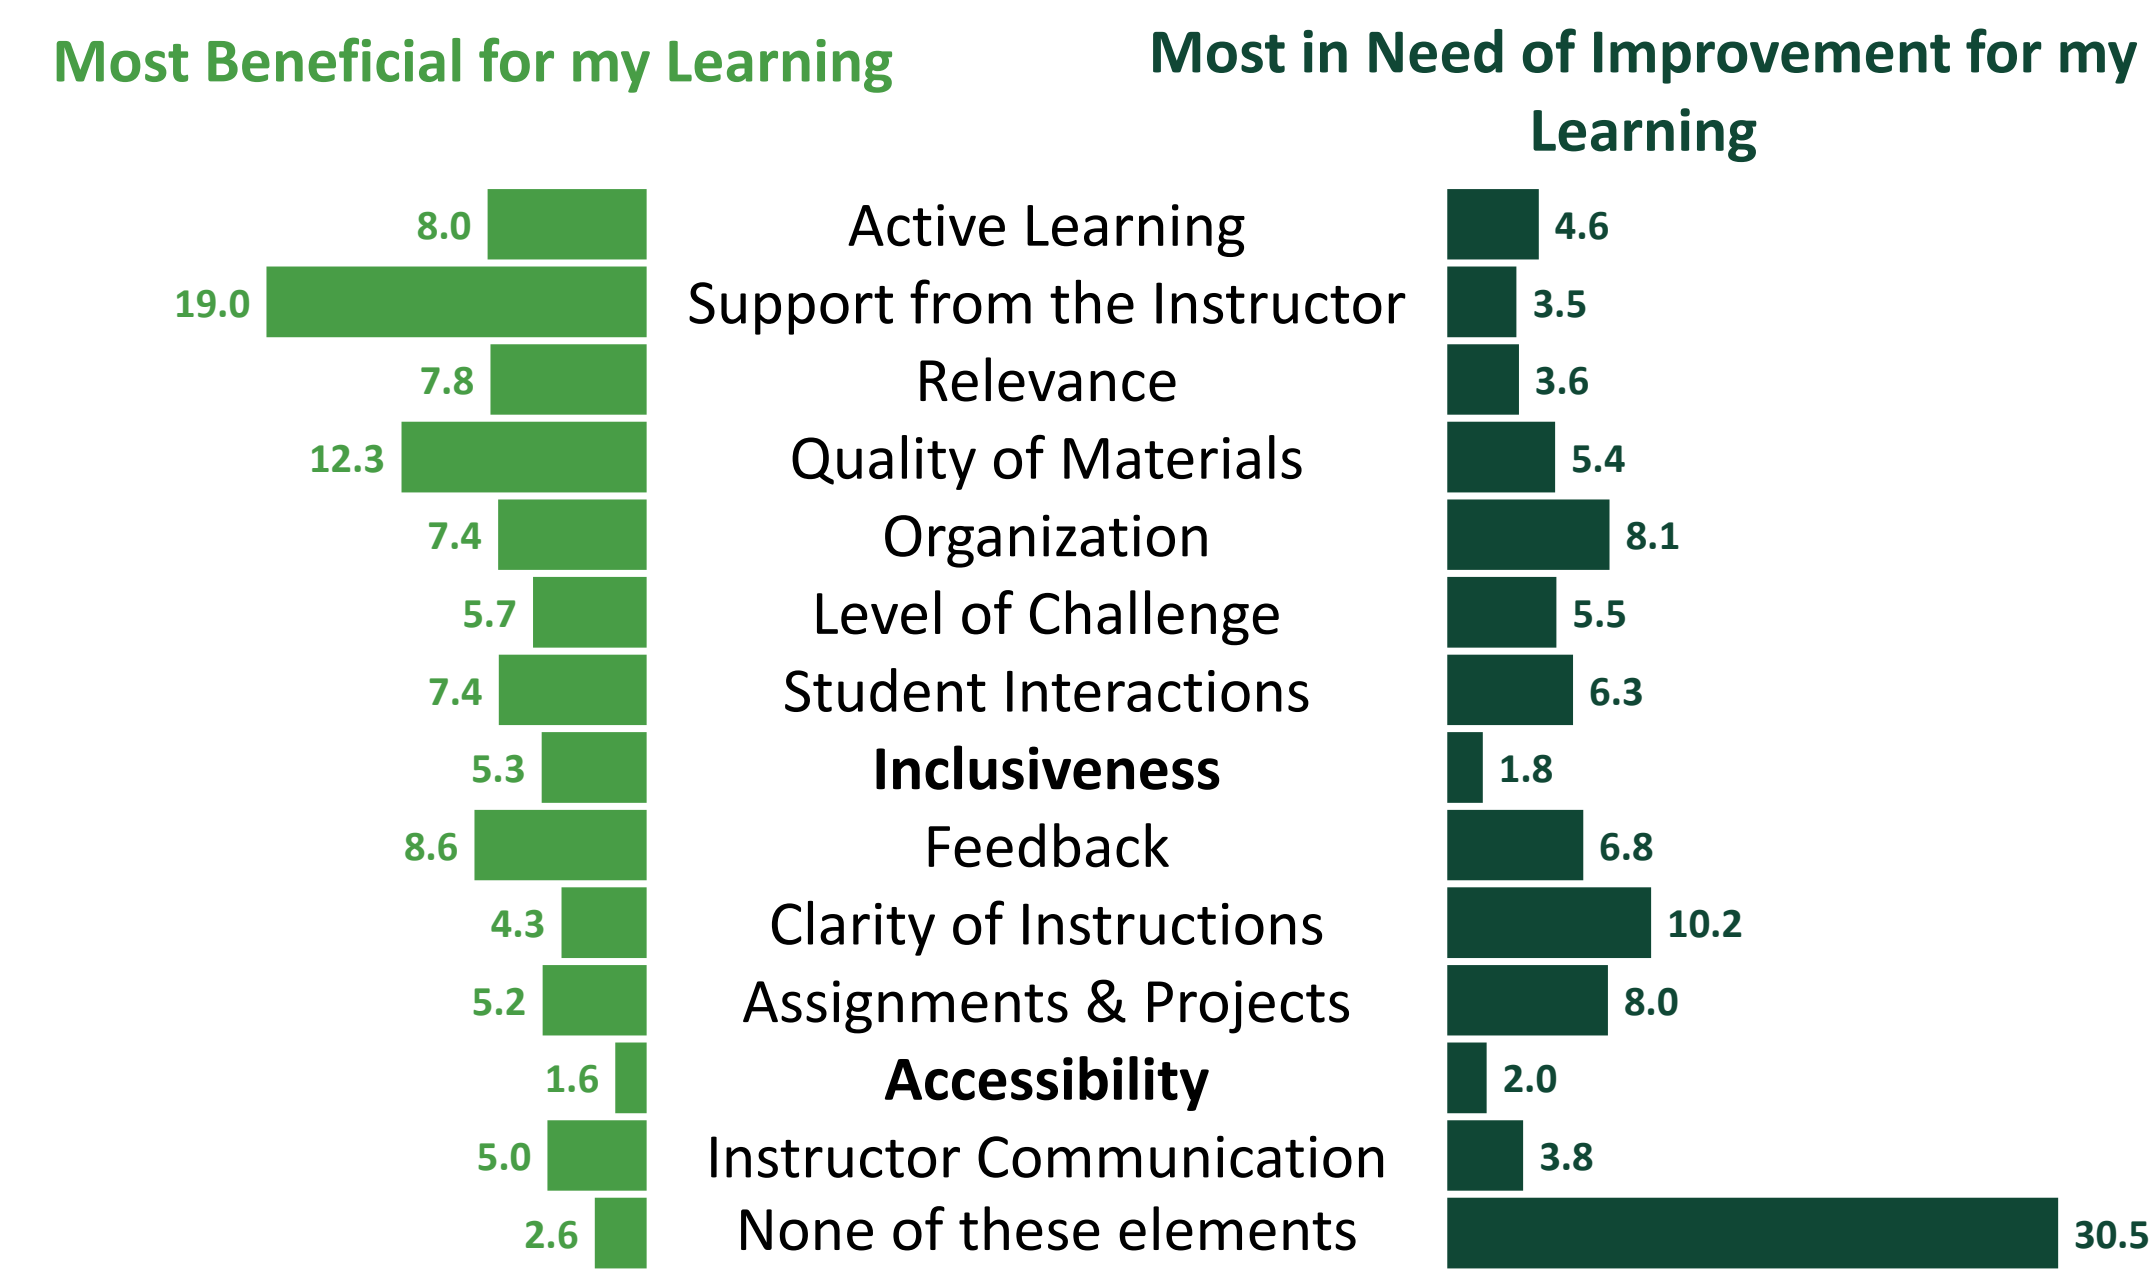 Most Beneficial for my Learning
Most in Need of Improvement for my
Learning
8.0 Active Learning 4.6
19.0 Support from the Instructor 3.5
7.8 Relevance 3.6
12.3 Quality of Materials 5.4
7.4 Organization 8.1
5.7 Level of Challenge 5.5
7.4 Student Interactions 6.3
5.3 Inclusiveness 1.8
8.6 Feedback 6.8
4.3 Clarity of Instructions 10.2
5.2 Assignments & Projects 8.0
1.6 Accessibility 2.0
5.0 Instructor Communication 3.8
2.6 None of these elements 30.5